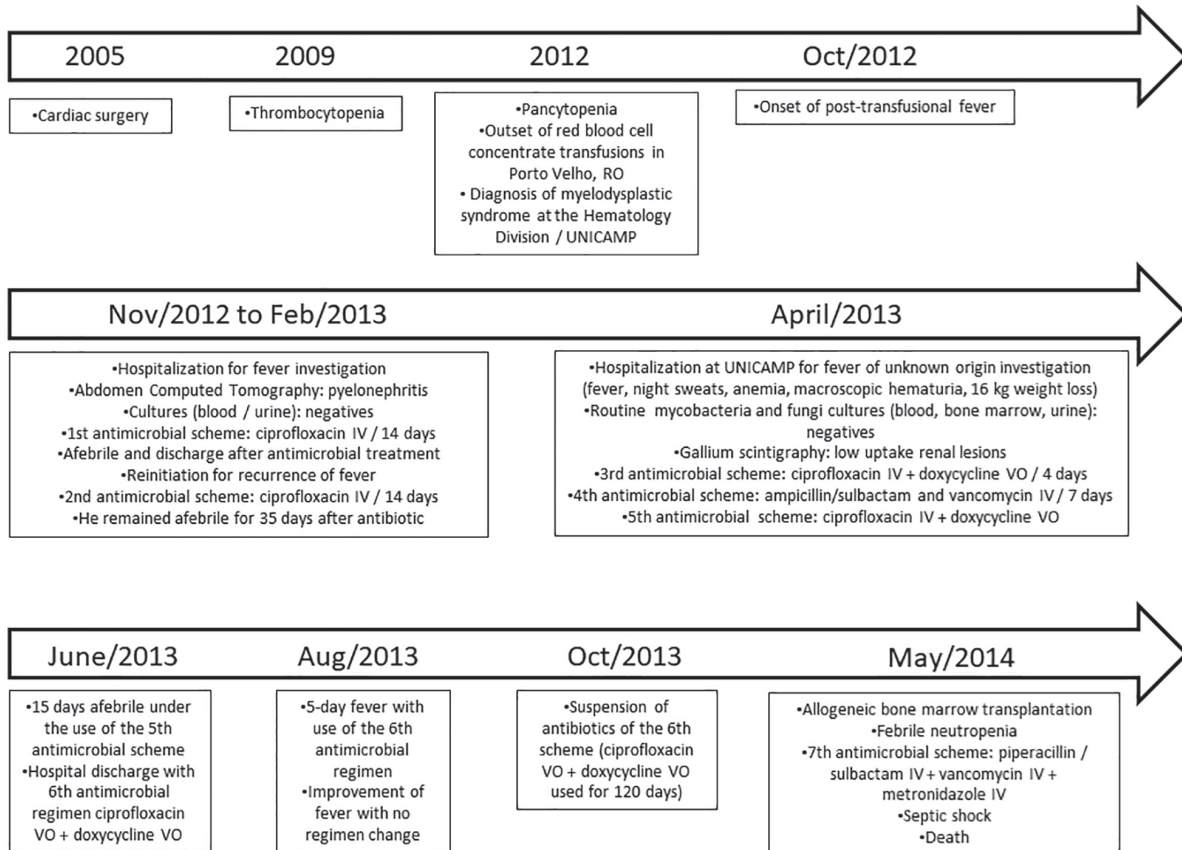 2005
2009
2012
Oct/2012
•Cardiac surgery
•Thrombocytopenia
•Pancytopenia
•Outset of red blood cell
concentrate transfusions in
Porto Velho, RO
• Diagnosis of myelodysplastic
syndrome at the Hematology
Division / UNICAMP
•Onset of post-transfusional fever
Nov/2012 to Feb/2013
April/2013
•Hospitalization for fever investigation
•Abdomen Computed Tomography: pyelonephritis
•Cultures (blood / urine): negatives
•1st antimicrobial scheme: ciprofloxacin IV / 14 days
•Afebrile and discharge after antimicrobial treatment
•Reinitiation for recurrence of fever
•2nd antimicrobial scheme: ciprofloxacin IV / 14 days
•He remained afebrile for 35 days after antibiotic
•Hospitalization at UNICAMP for fever of unknown origin investigation
(fever, night sweats, anemia, macroscopic hematuria, 16 kg weight loss)
•Routine mycobacteria and fungi cultures (blood, bone marrow, urine):
negatives
•Gallium scintigraphy: low uptake renal lesions
•3rd antimicrobial scheme: ciprofloxacin IV + doxycycline VO / 4 days
•4th antimicrobial scheme: ampicillin/sulbactam and vancomycin IV / 7 days
•5th antimicrobial scheme: ciprofloxacin IV + doxycycline VO
June/2013
Aug/2013
Oct/2013
May/2014
•15 days afebrile under
the use of the 5th
antimicrobial scheme
•Hospital discharge with
6th antimicrobial
regimen ciprofloxacin
VO + doxycycline VO
•5-day fever with
use of the 6th
antimicrobial
regimen
•Improvement of
fever with no
regimen change
•Suspension of
antibiotics of the 6th
scheme (ciprofloxacin
VO + doxycycline VO
used for 120 days)
•Allogeneic bone marrow transplantation
•Febrile neutropenia
•7th antimicrobial scheme: piperacillin /
sulbactam IV + vancomycin IV +
metronidazole IV
•Septic shock
•Death